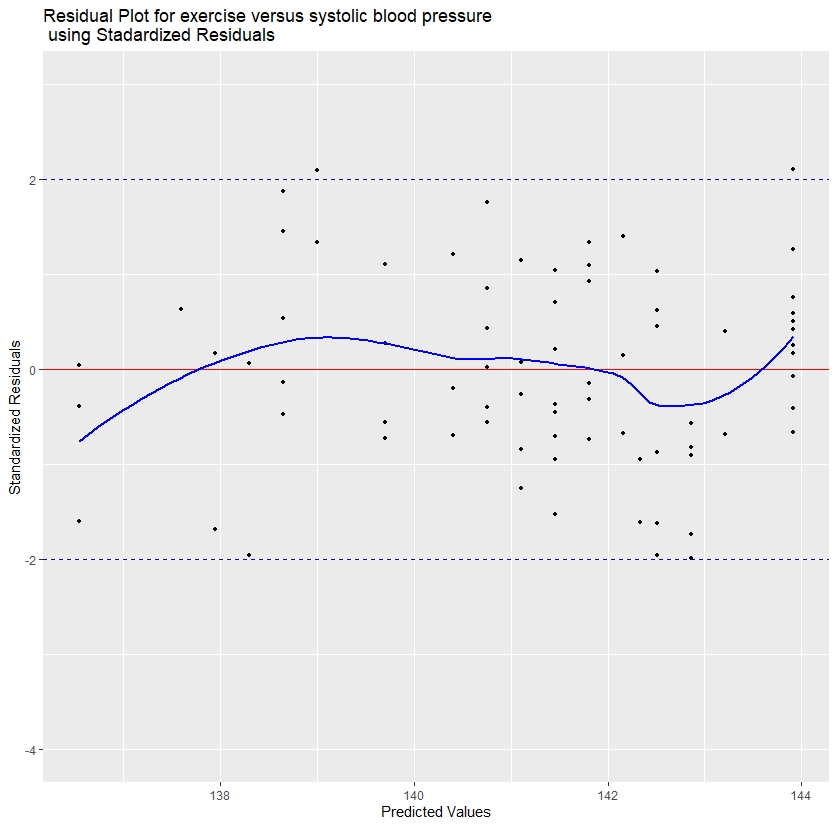 Residual Plot for exercise versus systolic blood pressure
using Stadardized Residuals
2
0
-2
-4
Standardized Residuals
138 140 142 144
Predicted Values